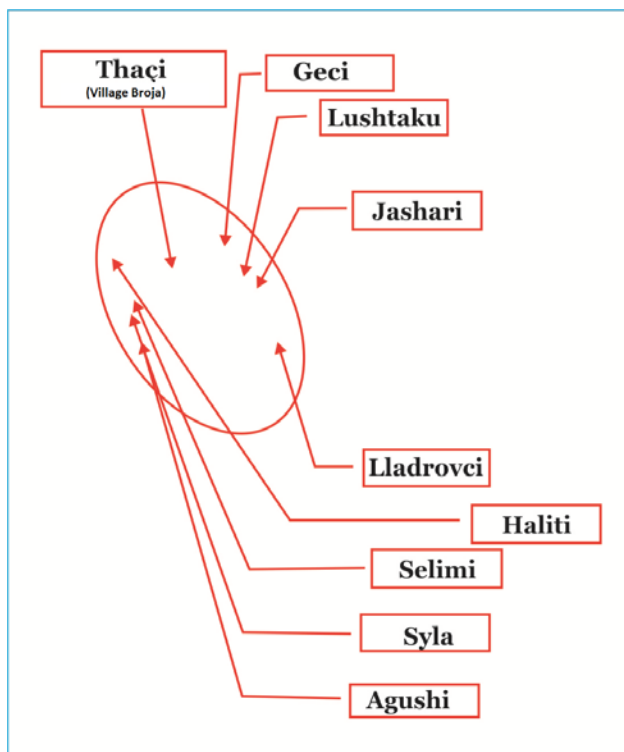 Thaçi
(Village Broja)
Geci
Lushtaku
Jashari
Lladrovci
Haliti
Selimi
Syla
Agushi